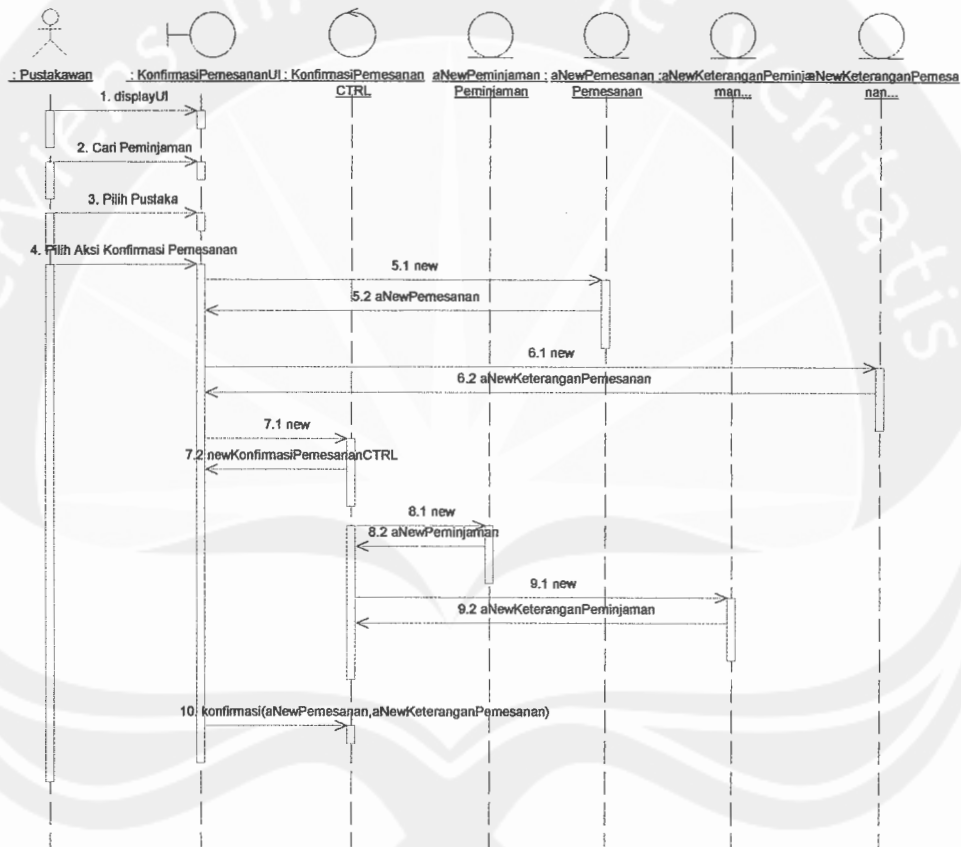 : Pustakawan
: KonfirmasiPemesananUI
: KonfirmasiPemesanan
CTRL
aNewPeminjaman :
Peminjaman
aNewPemesanan :
Pemesanan
aNewKeteranganPeminja
man...
aNewKeteranganPemesa
nan...
1. displayUI
2. Cari Peminjaman
3. Pilih Pustaka
4. Pilih Aksi Konfirmasi Pemesanan
5.1 new
5.2 aNewPemesanan
6.1 new
6.2 aNewKeteranganPemesanan
7.1 new
7.2 newKonfirmasiPemesananCTRL
8.1 new
8.2 aNewPeminjaman
9.1 new
9.2 aNewKeteranganPeminjaman
10. konfirmasi(aNewPemesanan,aNewKeteranganPemesanan)
veritatis